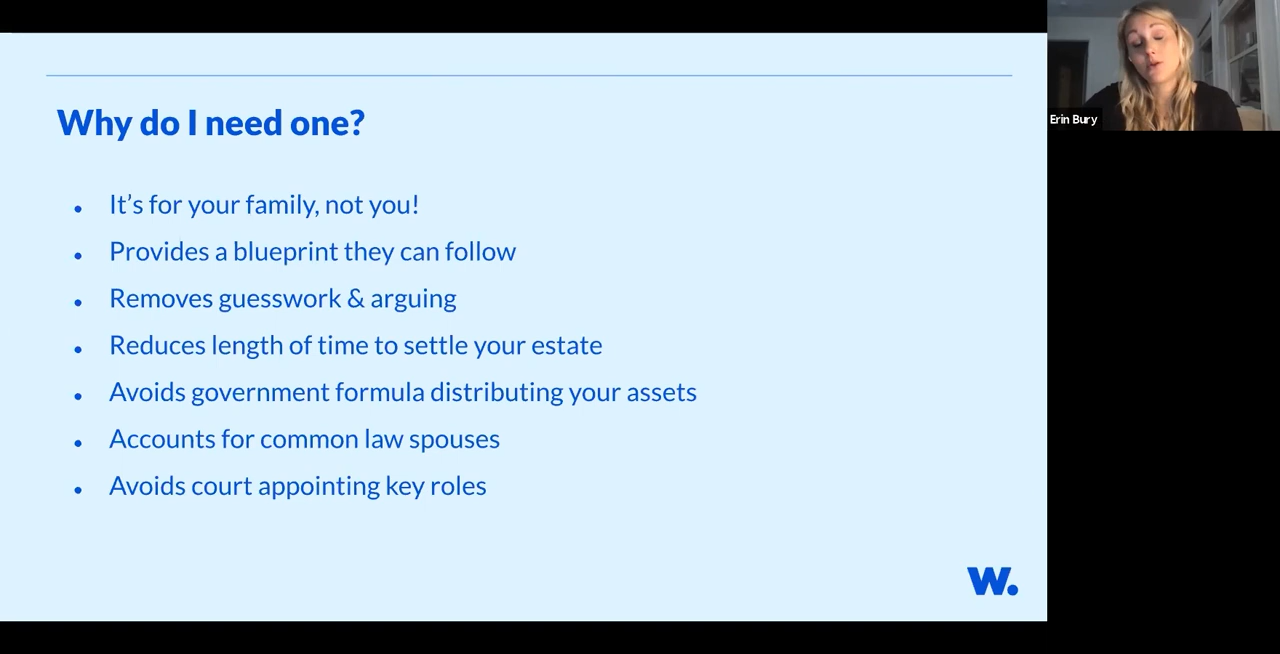 Why do I need one?
• It’s for your family, not you!
• Provides a blueprint they can follow
• Removes guesswork & arguing
• Reduces length of time to settle your estate
• Avoids government formula distributing your assets
• Accounts for common law spouses
• Avoids court appointing key roles
W.
Erin Bury